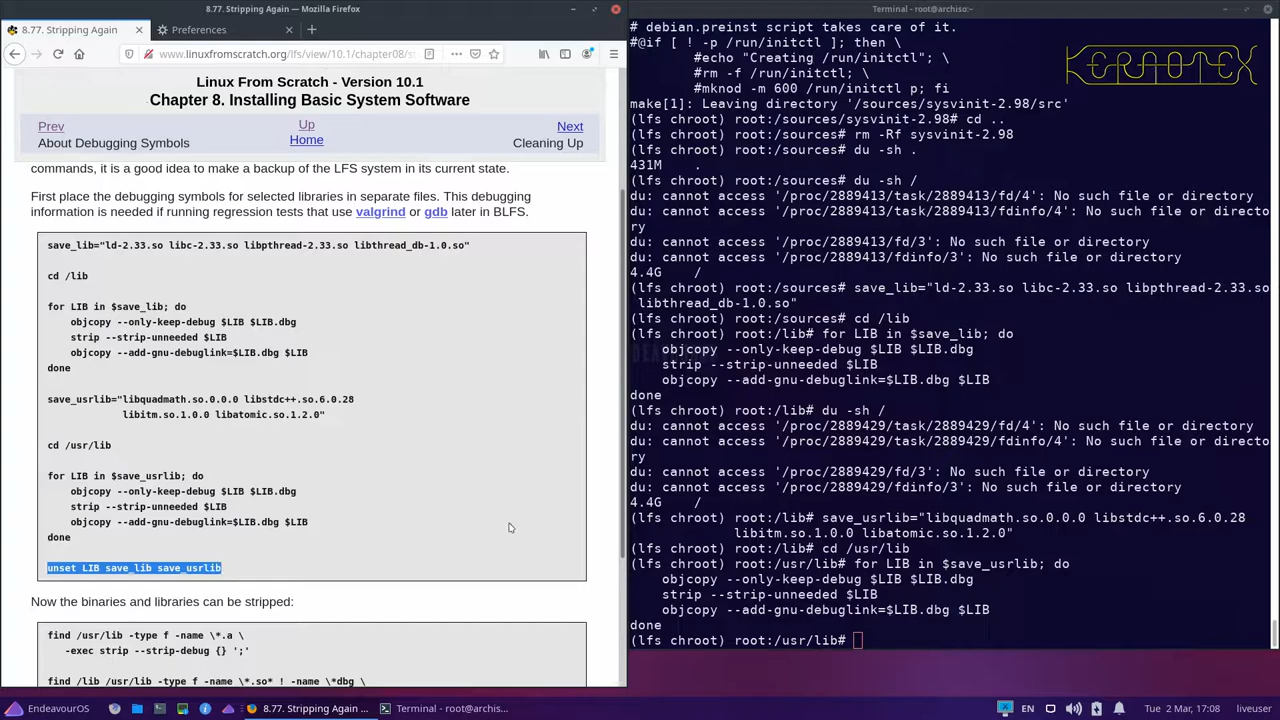 8.77. Stripping Again — Mozilla Firefox
8.77. Stripping Again
Preferences
www.linuxfromscratch.org/lfs/view/10.1/chapter08/st
Linux From Scratch - Version 10.1
Chapter 8. Installing Basic System Software
Prev
Up
Next
About Debugging Symbols
Home
Cleaning Up
commands, it is a good idea to make a backup of the LFS system in its current state.
First place the debugging symbols for selected libraries in separate files. This debugging
information is needed if running regression tests that use valgrind or gdb later in BLFS.
save_lib="ld-2.33.so libc-2.33.so libpthread-2.33.so libthread_db-1.0.so"
cd /lib
for LIB in $save_lib; do
    objcopy --only-keep-debug $LIB $LIB.dbg
    strip --strip-unneeded $LIB
    objcopy --add-gnu-debuglink=$LIB.dbg $LIB
done
save_usrlib="libquadmath.so.0.0.0 libstdc++.so.6.0.28
             libitm.so.1.0.0 libatomic.so.1.2.0"
cd /usr/lib
for LIB in $save_usrlib; do
    objcopy --only-keep-debug $LIB $LIB.dbg
    strip --strip-unneeded $LIB
    objcopy --add-gnu-debuglink=$LIB.dbg $LIB
done
unset LIB save_lib save_usrlib
Now the binaries and libraries can be stripped:
find /usr/lib -type f -name \*.a \
   -exec strip --strip-debug {} ';'
find /lib /usr/lib -type f -name \*.so* ! -name \*dbg \
Terminal - root@archiso:~
# debian.preinst script takes care of it.
#@if [ ! -p /run/initctl ]; then \
        #echo "Creating /run/initctl"; \
        #rm -f /run/initctl; \
        #mknod -m 600 /run/initctl p; fi
make[1]: Leaving directory '/sources/sysvinit-2.98/src'
(lfs chroot) root:/sources/sysvinit-2.98# cd ..
(lfs chroot) root:/sources# rm -Rf sysvinit-2.98
(lfs chroot) root:/sources# du -sh .
431M    .
(lfs chroot) root:/sources# du -sh /
du: cannot access '/proc/2889413/task/2889413/fd/4': No such file or directory
du: cannot access '/proc/2889413/task/2889413/fdinfo/4': No such file or directo
ry
du: cannot access '/proc/2889413/fd/3': No such file or directory
du: cannot access '/proc/2889413/fdinfo/3': No such file or directory
4.4G    /
(lfs chroot) root:/sources# save_lib="ld-2.33.so libc-2.33.so libpthread-2.33.so
 libthread_db-1.0.so"
(lfs chroot) root:/sources# cd /lib
(lfs chroot) root:/lib# for LIB in $save_lib; do
    objcopy --only-keep-debug $LIB $LIB.dbg
    strip --strip-unneeded $LIB
    objcopy --add-gnu-debuglink=$LIB.dbg $LIB
done
(lfs chroot) root:/lib# du -sh /
du: cannot access '/proc/2889429/task/2889429/fd/4': No such file or directory
du: cannot access '/proc/2889429/task/2889429/fdinfo/4': No such file or directo
ry
du: cannot access '/proc/2889429/fd/3': No such file or directory
du: cannot access '/proc/2889429/fdinfo/3': No such file or directory
4.4G    /
(lfs chroot) root:/lib# save_usrlib="libquadmath.so.0.0.0 libstdc++.so.6.0.28
             libitm.so.1.0.0 libatomic.so.1.2.0"
(lfs chroot) root:/lib# cd /usr/lib
(lfs chroot) root:/usr/lib# for LIB in $save_usrlib; do
    objcopy --only-keep-debug $LIB $LIB.dbg
    strip --strip-unneeded $LIB
    objcopy --add-gnu-debuglink=$LIB.dbg $LIB
done
(lfs chroot) root:/usr/lib#
EndeavourOS
8.77. Stripping Again ...
Terminal - root@archis...
EN
Tue 2 Mar, 17:08
liveuser